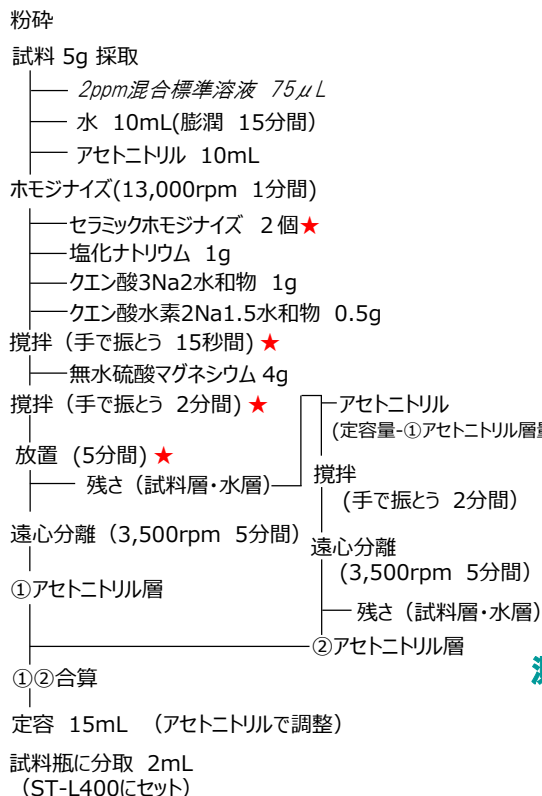 粉砕
試料 5g 採取
2ppm混合標準溶液 75μL
水 10mL(膨潤 15分間)
アセトニトリル 10mL
ホモジナイズ(13,000rpm 1分間)
セラミックホモジナイズ 2個★
塩化ナトリウム 1g
クエン酸3Na2水和物 1g
クエン酸水素2Na1.5水和物 0.5g
撹拌(手で振とう 15秒間)★
無水硫酸マグネシウム 4g
撹拌(手で振とう 2分間)★
放置 (5分間)★
残さ(試料層・水層)
遠心分離(3,500rpm 5分間)
①アセトニトリル層
アセトニトリル
(定容量-①アセトニトリル層
撹拌
(手で振とう 2分間)
遠心分離
(3,500rpm 5分間)
残さ(試料層・水層)
②アセトニトリル層
①②合算
定容 15mL (アセトニトリルで調整)
試料瓶に分取 2mL
(ST-L400にセット)